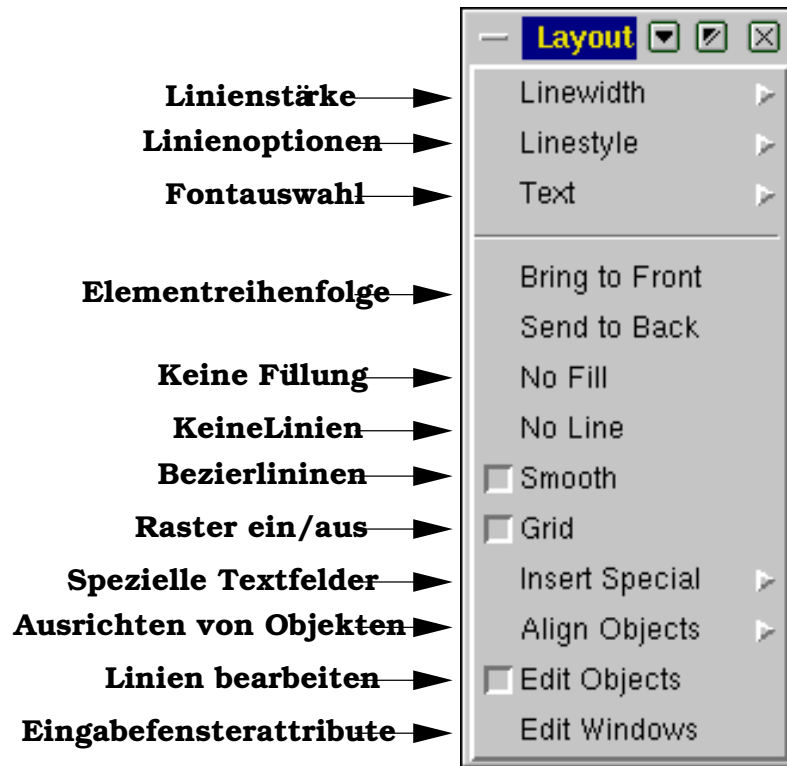 Layout
Linienstärke Linewidth
Linienoptionen Linestyle
Fontauswahl Text
Elementreihenfolge Bring to Front
Send to Back
Keine Füllung No Fill
KeineLinien No Line
Bezierlininen Smooth
Raster ein/aus Grid
Spezielle Textfelder Insert Special
Ausrichten von Objekten Align Objects
Linien bearbeiten Edit Objects
Eingabefensterattribute Edit Windows